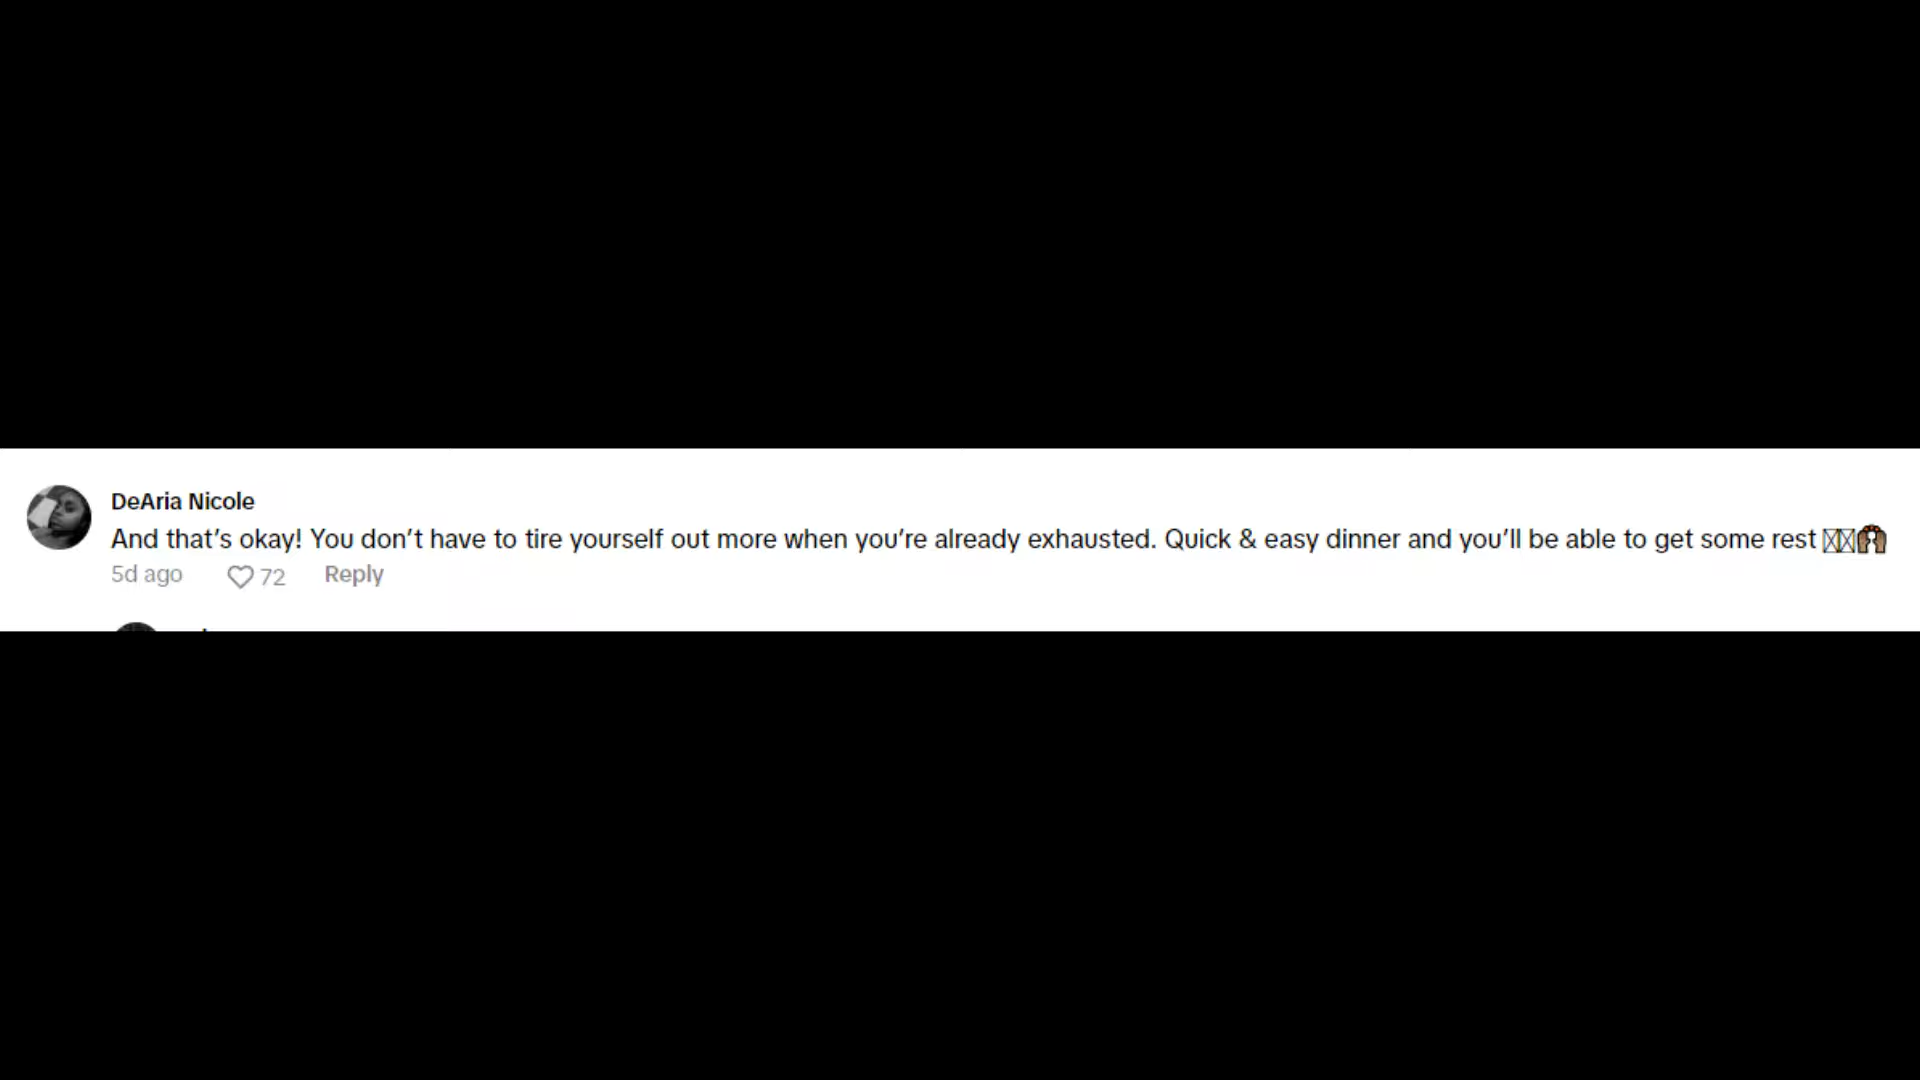 DeAria Nicole
And that’s okay! You don’t have to tire yourself out more when you’re already exhausted. Quick & easy dinner and you’ll be able to get some rest 🙌🏾
5d ago 72 Reply